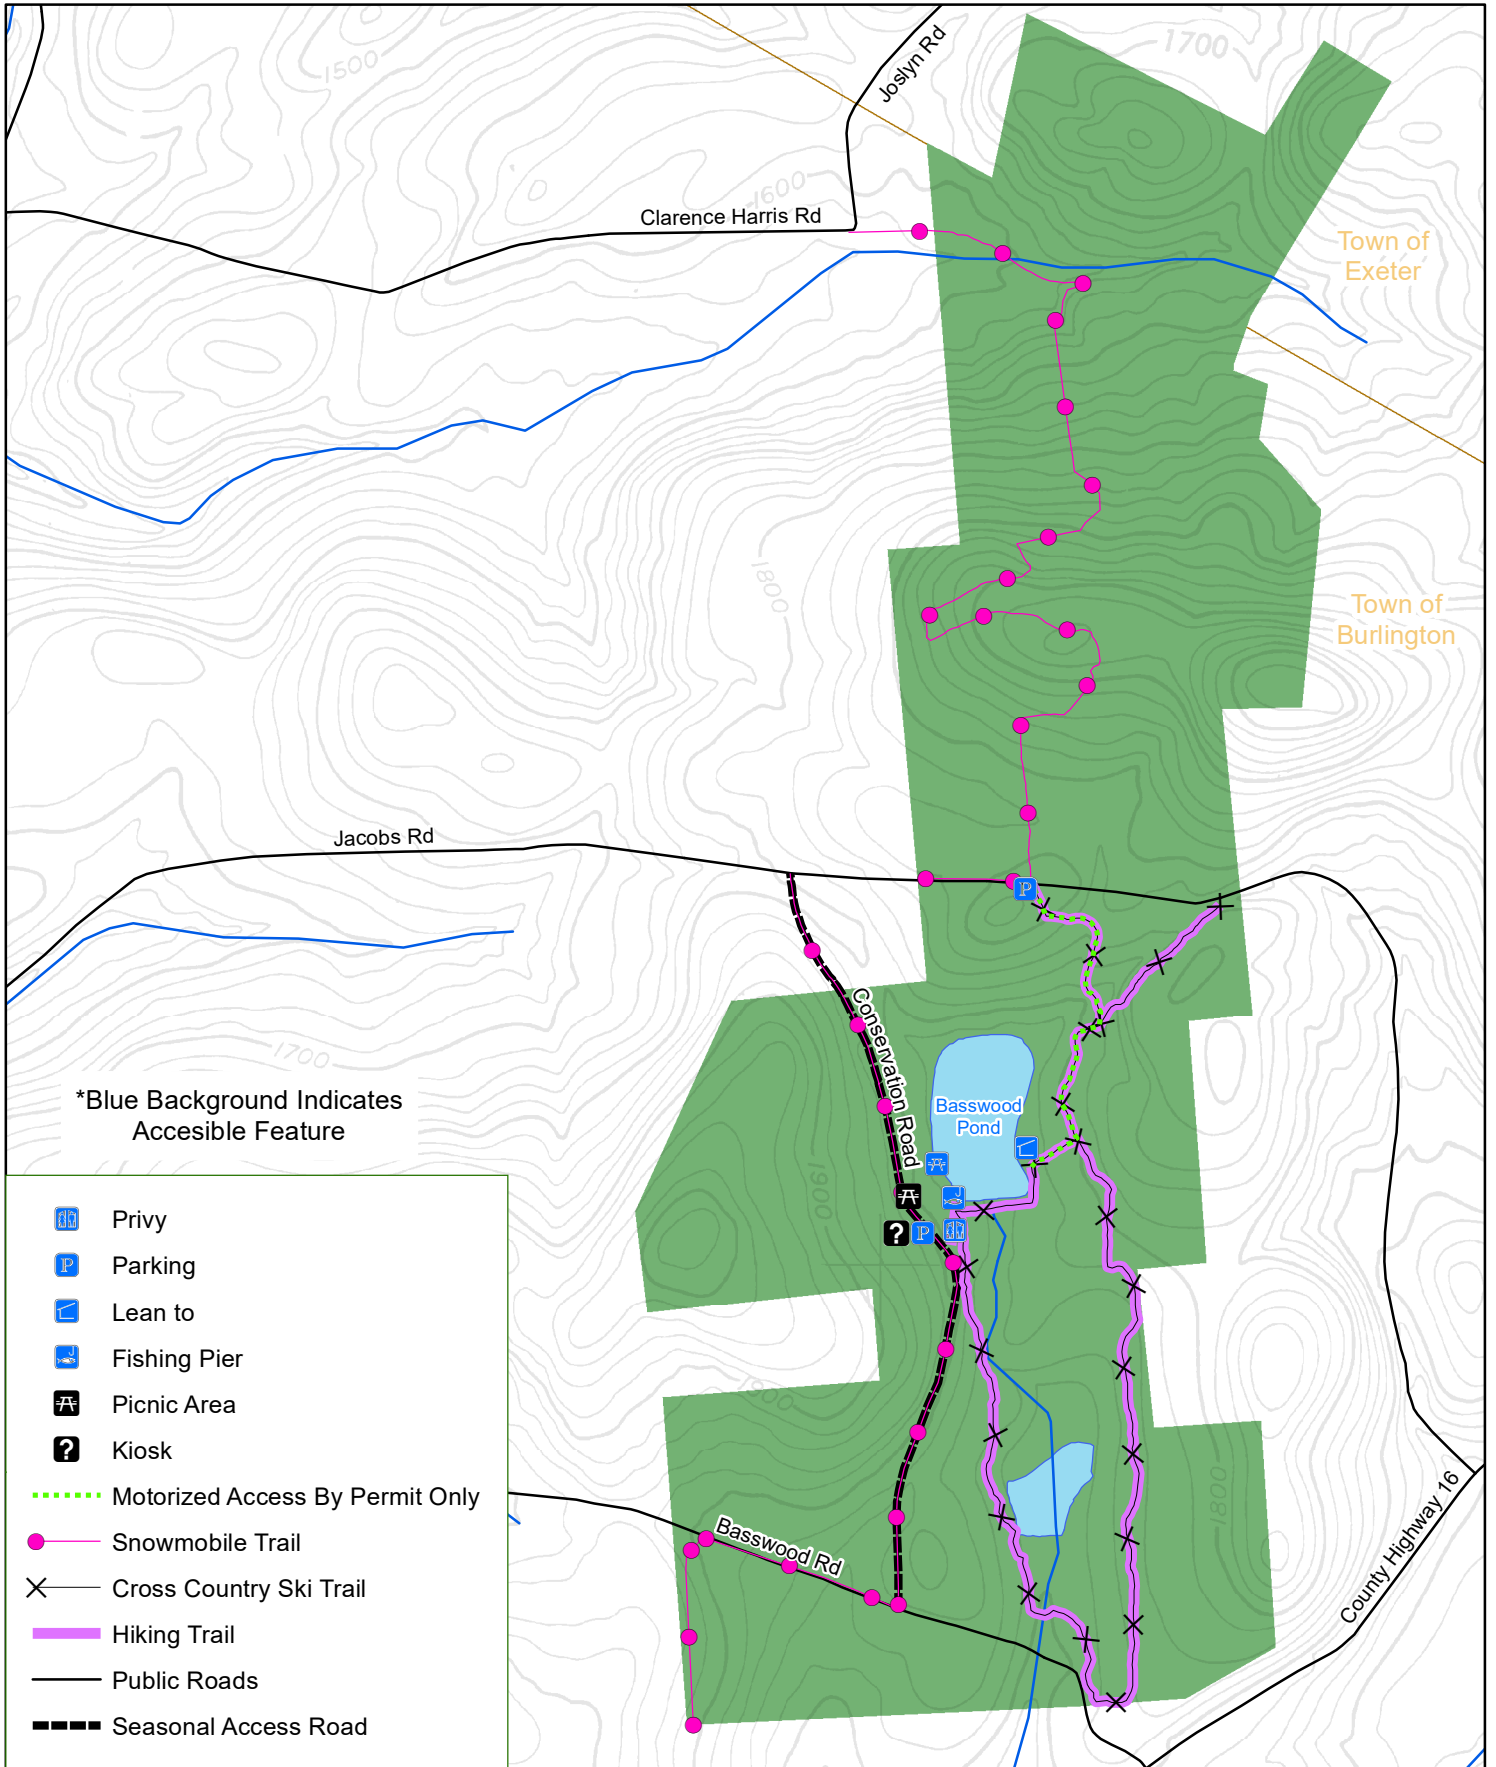 1500
1700
Joslyn Rd
1600
Clarence Harris Rd
Town of
Exeter
1800
Town of
Burlington
Jacobs Rd
P
Conservation Road
1700
*Blue Background Indicates
Accesible Feature
Basswood
Pond
1900
? P
Privy
P Parking
Lean to
Fishing Pier
Picnic Area
? Kiosk
Motorized Access By Permit Only
Snowmobile Trail
Cross Country Ski Trail
Hiking Trail
Public Roads
Seasonal Access Road
1800
Basswood Rd
County Highway 16